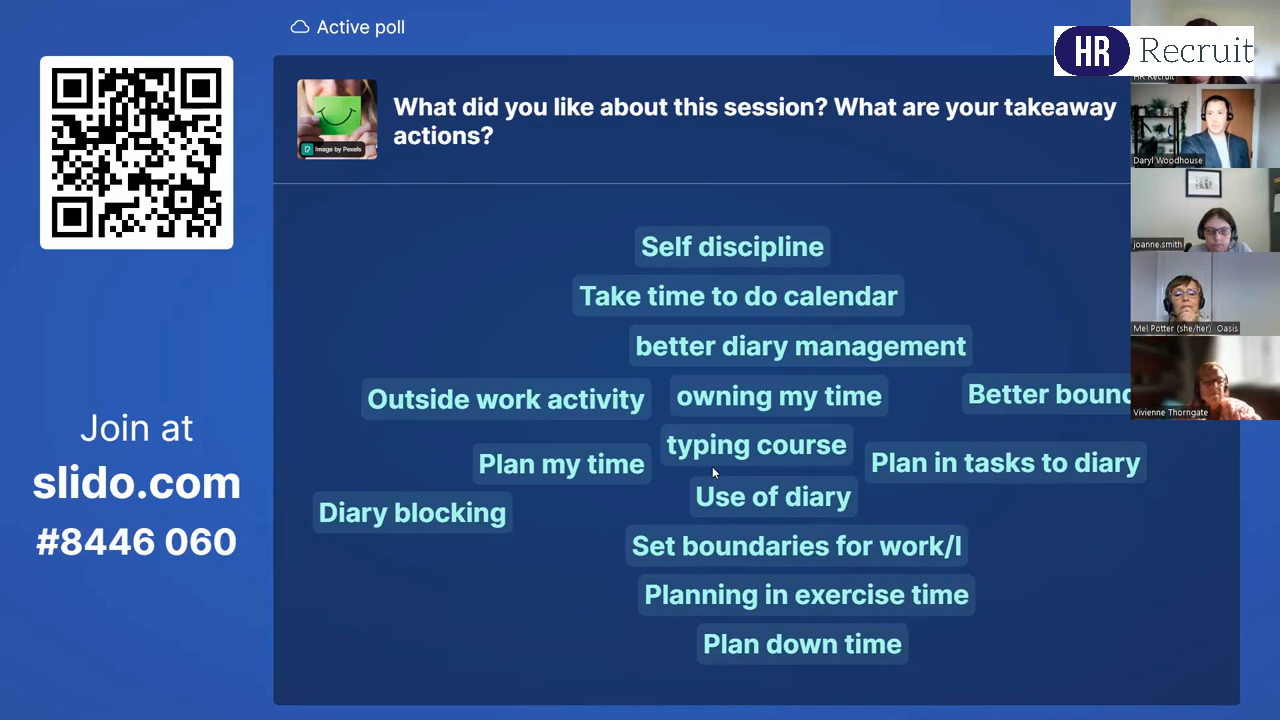 Active poll
HR Recruit
HR Recruit
Image by Pexels
What did you like about this session? What are your takeaway
actions?
Daryl Woodhouse
joanne.smith
Mel Potter (she/her) Oasis
Vivienne Thorngate
Self discipline
Take time to do calendar
better diary management
Outside work activity
owning my time
Better bounc
typing course
Plan my time
Plan in tasks to diary
Use of diary
Diary blocking
Set boundaries for work/l
Planning in exercise time
Plan down time
Join at
slido.com
#8446 060